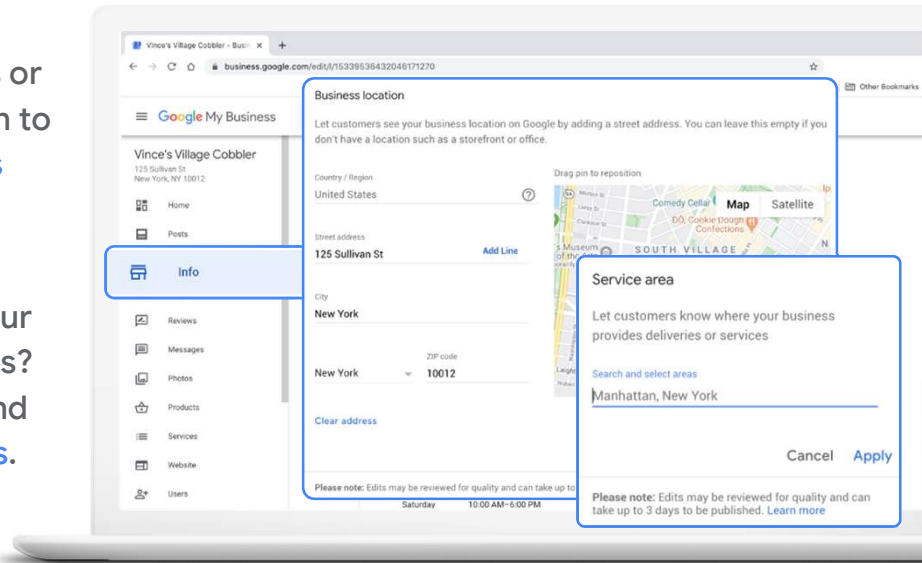 s or
n to
s
ur
s?
nd
s.
Vince's Village Cobbler - Busin
business.google.com/edit/l/15339536432046171270
Other Bookmarks
Google My Business
Vince's Village Cobbler
125 Sullivan St
New York, NY 10012
Home
Posts
Info
Reviews
Messages
Photos
Products
Services
Website
Users
Business location
Let customers see your business location on Google by adding a street address. You can leave this empty if you
don't have a location such as a storefront or office.
Country / Region
United States
Street address
125 Sullivan St
Add Line
City
New York
ZIP code
New York 10012
Clear address
Please note: Edits may be reviewed for quality and can take up to
Saturday 10:00 AM–6:00 PM
Drag pin to reposition
Comedy Cellar
Map Satellite
DO, Cookie Dough
Confections
Museum
SOUTH VILLAGE
N
Service area
Let customers know where your business
provides deliveries or services
Search and select areas
Manhattan, New York
Cancel Apply
Please note: Edits may be reviewed for quality and can
take up to 3 days to be published. Learn more